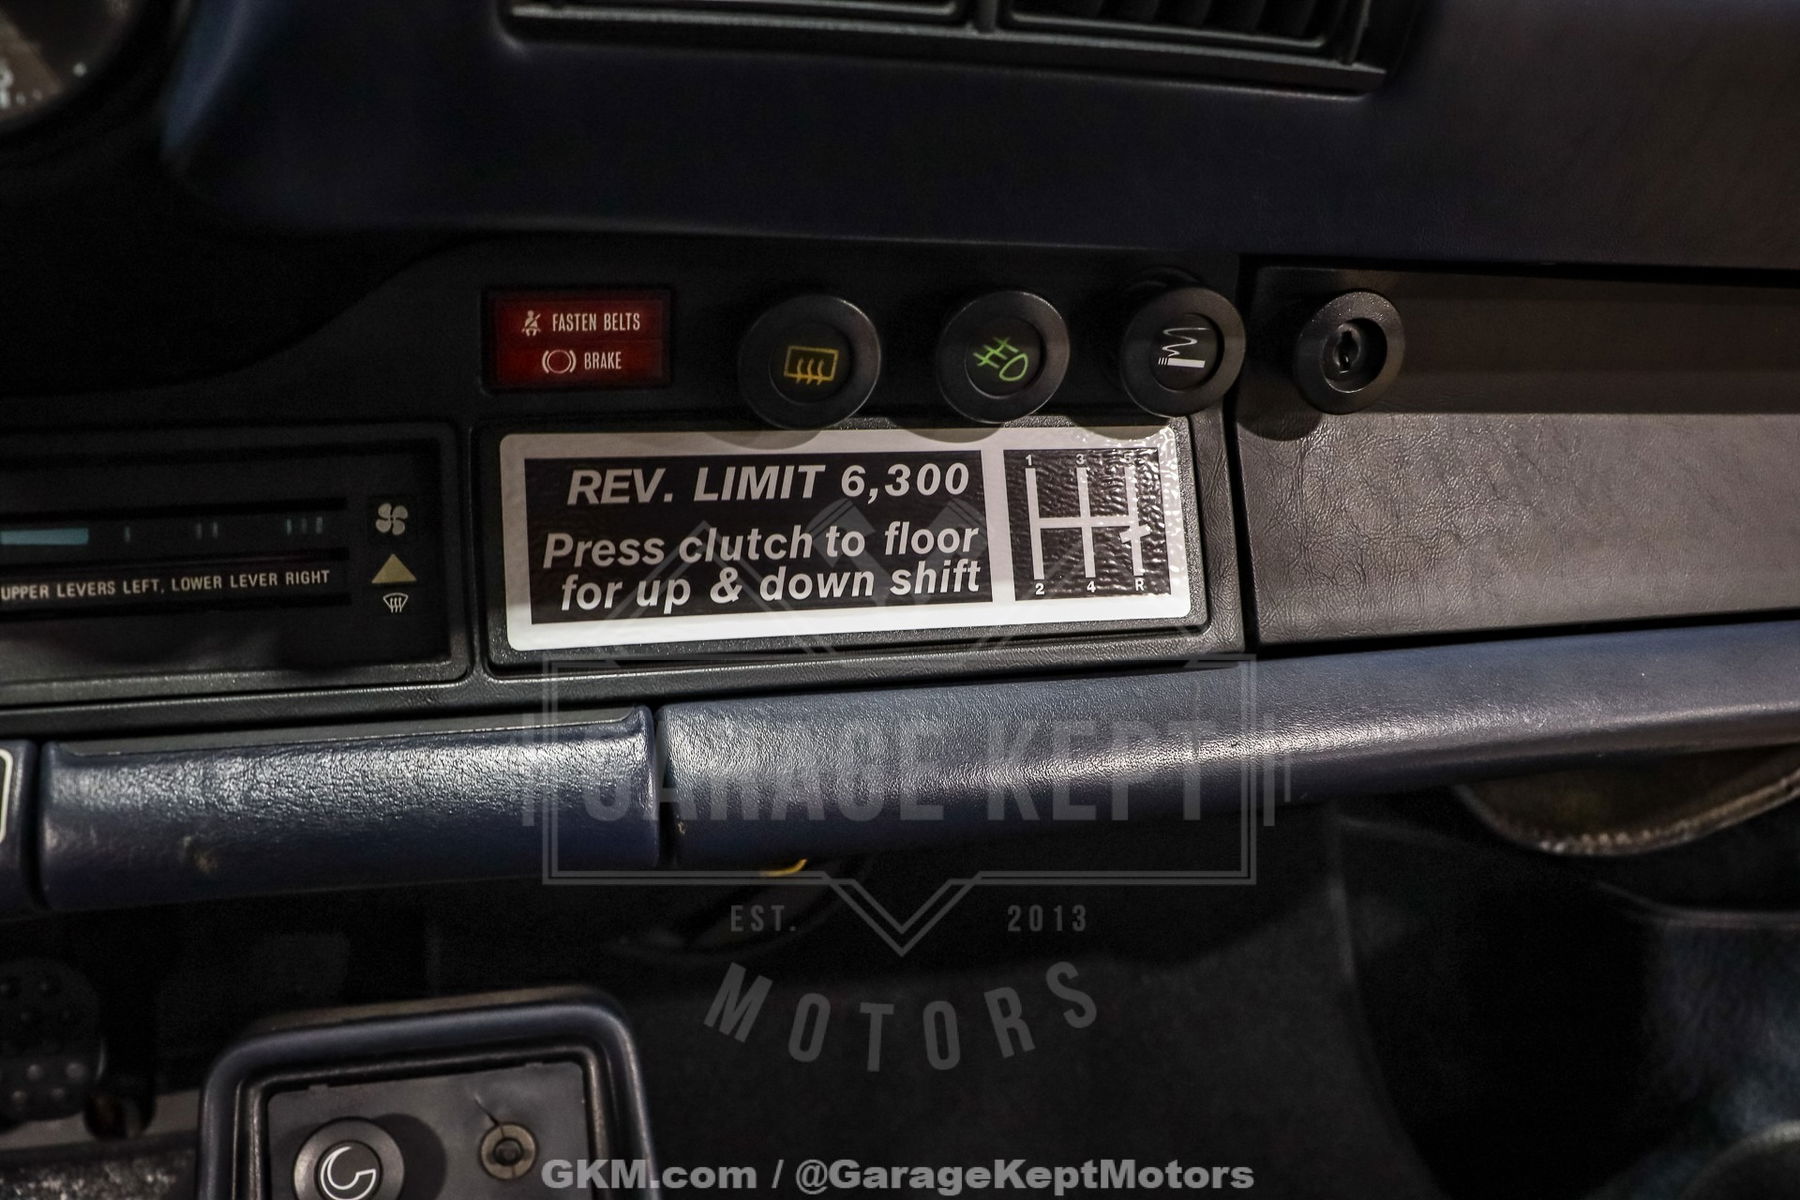 FASTEN BELTS
BRAKE
REV. LIMIT 6,300
Press clutch to floor
for up & down shift
1 3 5
2 4 R
UPPER LEVERS LEFT, LOWER LEVER RIGHT
GARAGE KEPT
EST. 2013
MOTORS
GKM.com / @GarageKeptMotors